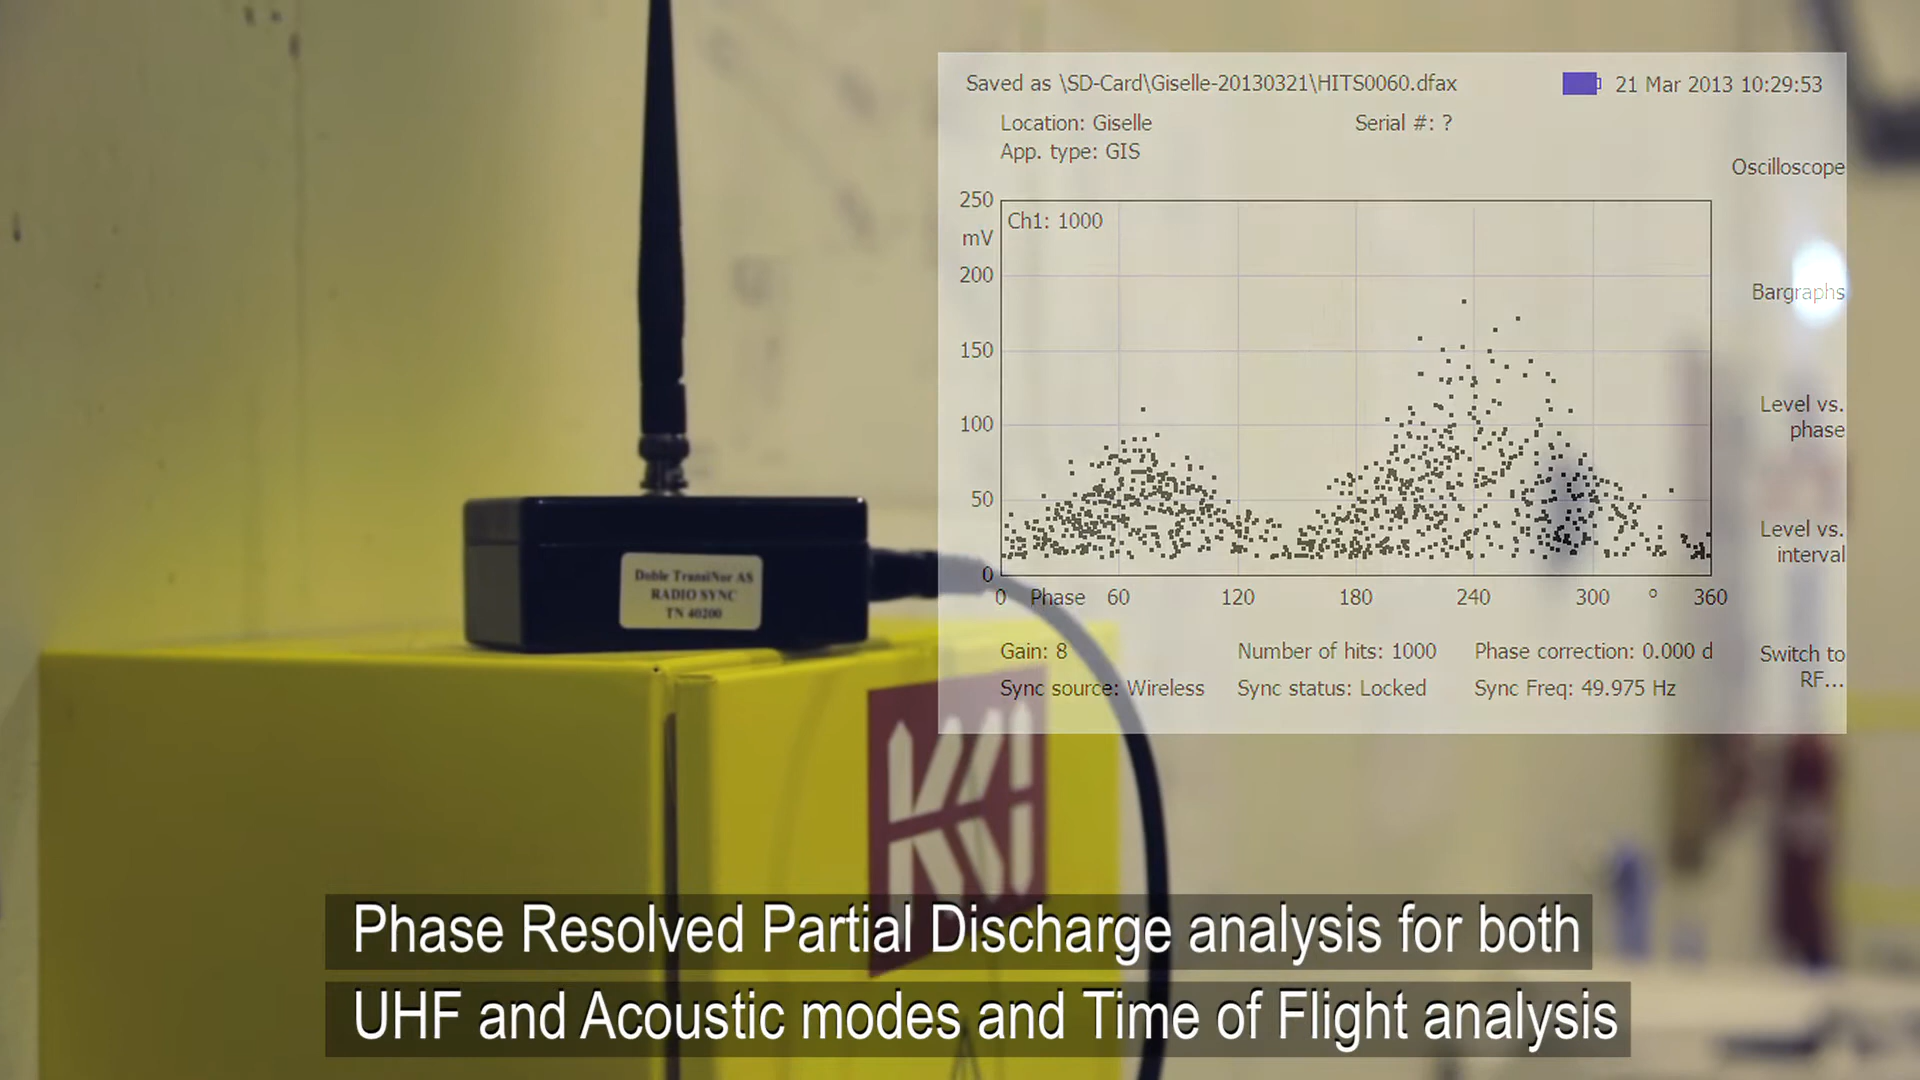 Saved as \SD-Card\Giselle-20130321\HITS0060.dfax
21 Mar 2013 10:29:53
Location: Giselle
Serial #: ?
App. type: GIS
Oscilloscope
Bargraphs
Level vs.
phase
Level vs.
interval
Switch to
RF...
250
mV
200
150
100
50
0
Ch1: 1000
0 Phase 60 120 180 240 300 ° 360
Gain: 8
Number of hits: 1000
Phase correction: 0.000 d
Sync source: Wireless
Sync status: Locked
Sync Freq: 49.975 Hz
Doble TransiNor AS
RADIO SYNC
TN 40200
Phase Resolved Partial Discharge analysis for both
UHF and Acoustic modes and Time of Flight analysis